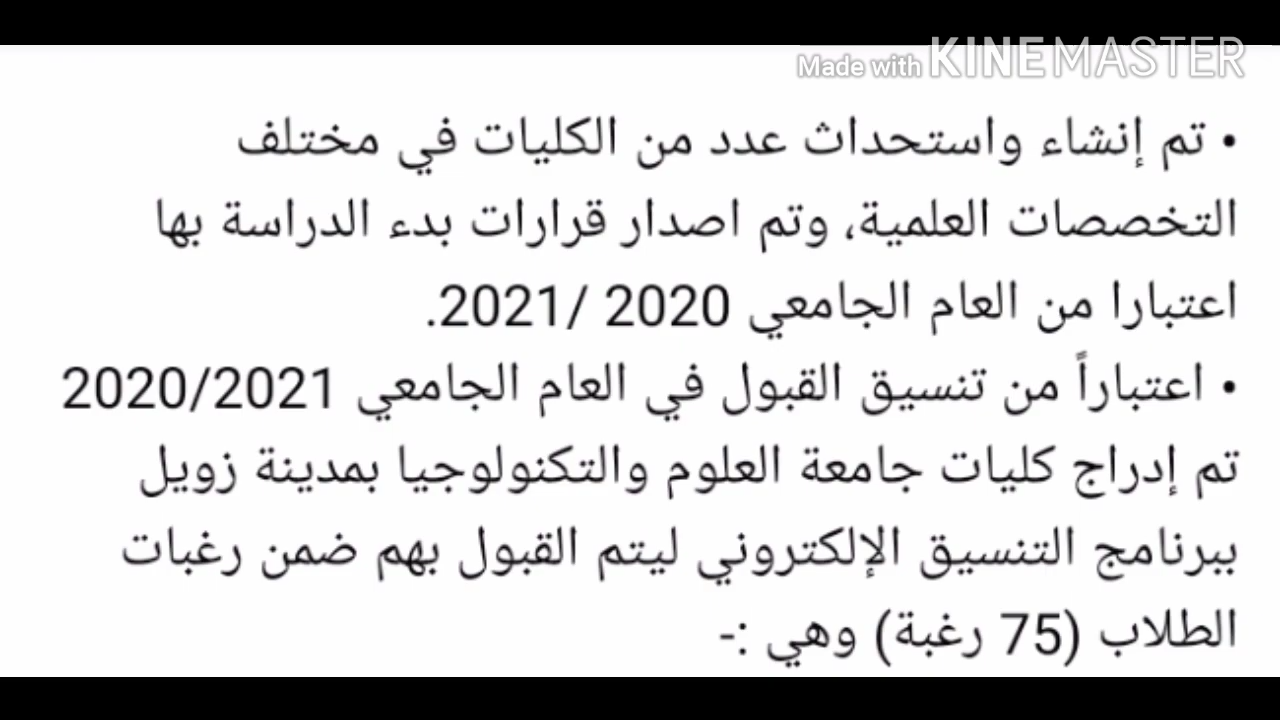 Made with KINEMASTER
• تم إنشاء واستحداث عدد من الكليات في مختلف
التخصصات العلمية، وتم اصدار قرارات بدء الدراسة بها
اعتبارا من العام الجامعي 2020 /2021.
• اعتباراً من تنسيق القبول في العام الجامعي 2020/2021
تم إدراج كليات جامعة العلوم والتكنولوجيا بمدينة زويل
ببرنامج التنسيق الإلكتروني ليتم القبول بهم ضمن رغبات
الطلاب (75 رغبة) وهي :-